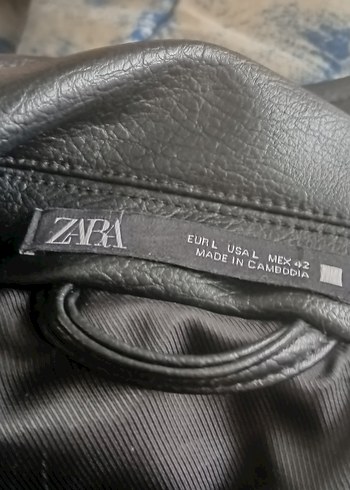 ZARA
EUR L USA L MEX 42
MADE IN CAMBODIA